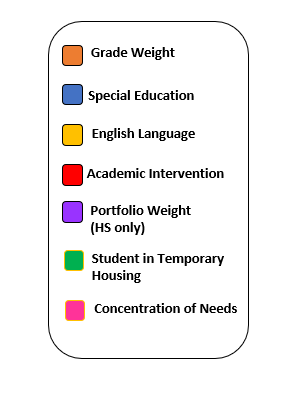 Grade Weight
Special Education
English Language
Academic Intervention
Portfolio Weight
(HS only)
Student in Temporary
Housing
Concentration of Needs